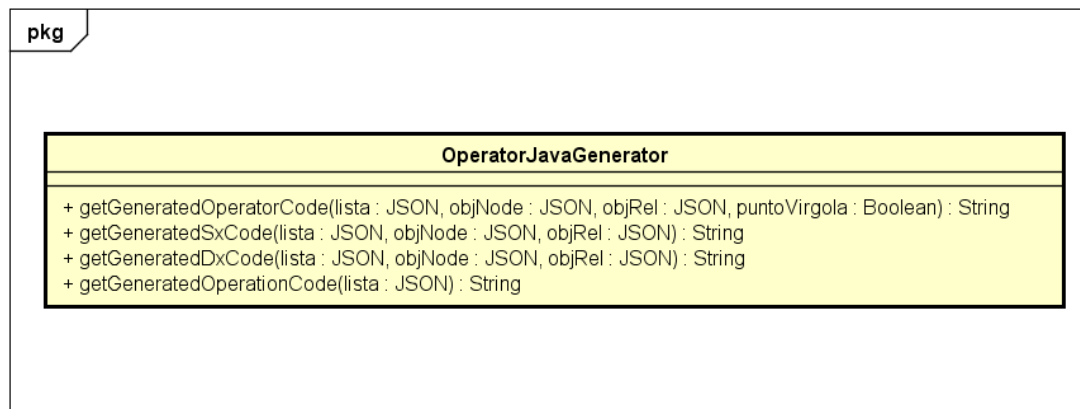 pkg
OperatorJavaGenerator
+ getGeneratedOperatorCode(lista : JSON, objNode : JSON, objRel : JSON, puntoVirgola : Boolean) : String
+ getGeneratedSxCode(lista : JSON, objNode : JSON, objRel : JSON) : String
+ getGeneratedDxCode(lista : JSON, objNode : JSON, objRel : JSON) : String
+ getGeneratedOperationCode(lista : JSON) : String